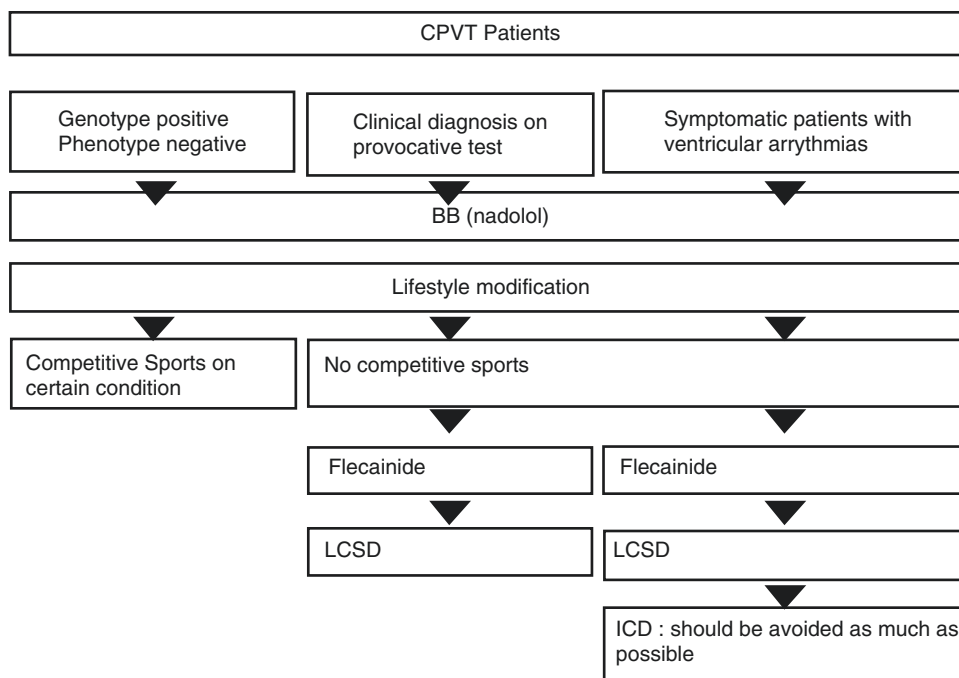 CPVT Patients
Genotype positive
Phenotype negative
Clinical diagnosis on
provocative test
Symptomatic patients with
ventricular arrythmias
BB (nadolol)
Lifestyle modification
Competitive Sports on
certain condition
No competitive sports
Flecainide
Flecainide
LCSD
LCSD
ICD : should be avoided as much as
possible